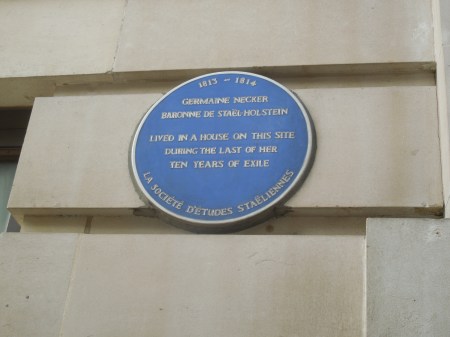 1813 - 1814
GERMAINE NECKER
BARONNE DE STAËL-HOLSTEIN
LIVED IN A HOUSE ON THIS SITE
DURING THE LAST OF HER
TEN YEARS OF EXILE
LA SOCIÉTÉ D'ÉTUDES STAËLIENNES